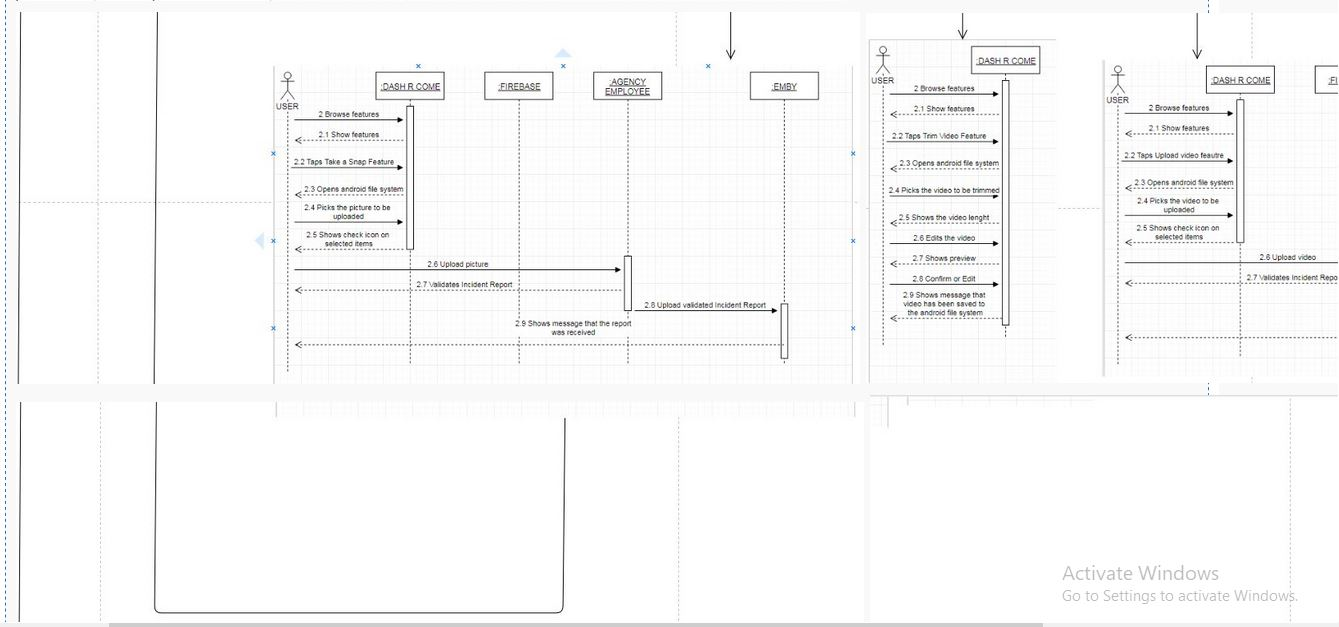 USER
:DASH R COME
:FIREBASE
:AGENCY
EMPLOYEE
:EMBY
2 Browse features
2.1 Show features
2.2 Taps Take a Snap Feature
2.3 Opens android file system
2.4 Picks the picture to be
uploaded
2.5 Shows check icon on
selected items
2.6 Upload picture
2.7 Validates Incident Report
2.8 Upload validated Incident Report
2.9 Shows message that the report
was received
USER
:DASH R COME
2 Browse features
2.1 Show features
2.2 Taps Trim Video Feature
2.3 Opens android file system
2.4 Picks the video to be trimmed
2.5 Shows the video lenght
2.6 Edits the video
2.7 Shows preview
2.8 Confirm or Edit
2.9 Shows message that
video has been saved to
the android file system
USER
:DASH R COME
:FI
2 Browse features
2.1 Show features
2.2 Taps Upload video feautre
2.3 Opens android file system
2.4 Picks the video to be
uploaded
2.5 Shows check icon on
selected items
2.6 Upload video
2.7 Validates Incident Repo
Activate Windows
Go to Settings to activate Windows.